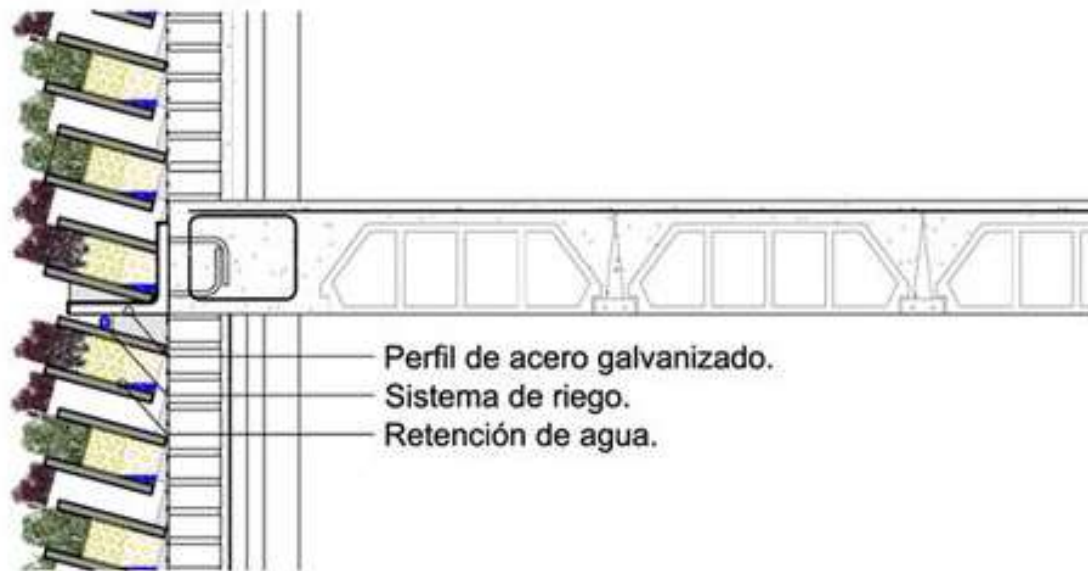 Perfil de acero galvanizado.
Sistema de riego.
Retención de agua.